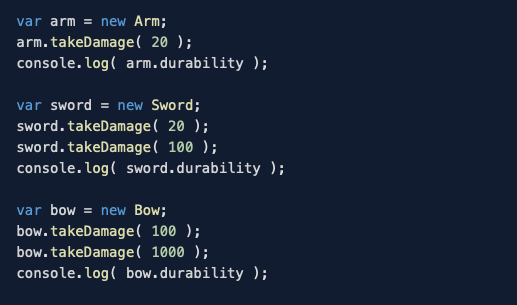 var arm = new Arm;
arm.takeDamage( 20 );
console.log( arm.durability );

var sword = new Sword;
sword.takeDamage( 20 );
sword.takeDamage( 100 );
console.log( sword.durability );

var bow = new Bow;
bow.takeDamage( 100 );
bow.takeDamage( 1000 );
console.log( bow.durability );